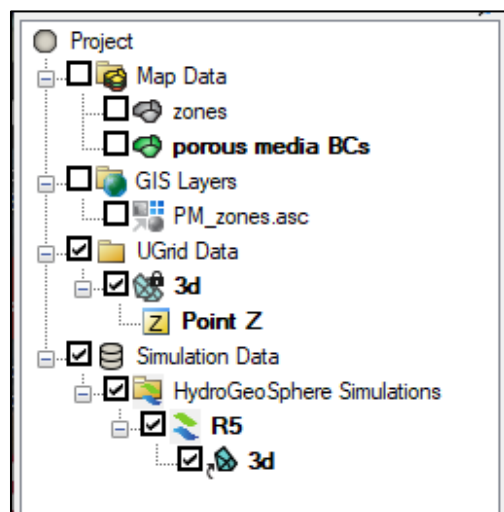 Project
Map Data
zones
porous media BCs
GIS Layers
PM_zones.asc
UGrid Data
3d
Z Point Z
Simulation Data
HydroGeoSphere Simulations
R5
3d